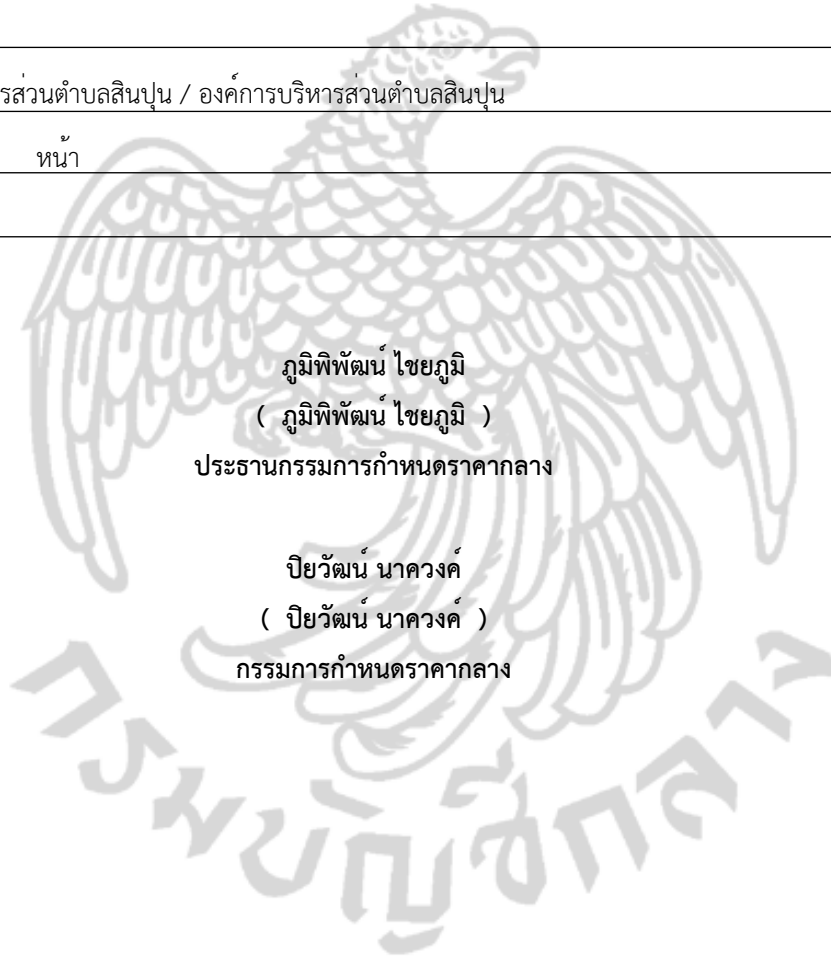 รส่วนตำบลสินปุน / องค์การบริหารส่วนตำบลสินปุน
หน้า
ภูมิพิพัฒน์ ไชยภูมิ
( ภูมิพิพัฒน์ ไชยภูมิ )
ประธานกรรมการกำหนดราคากลาง
ปิยวัฒน์ นาควงค์
( ปิยวัฒน์ นาควงค์ )
กรรมการกำหนดราคากลาง
กรมบัญชีกลาง